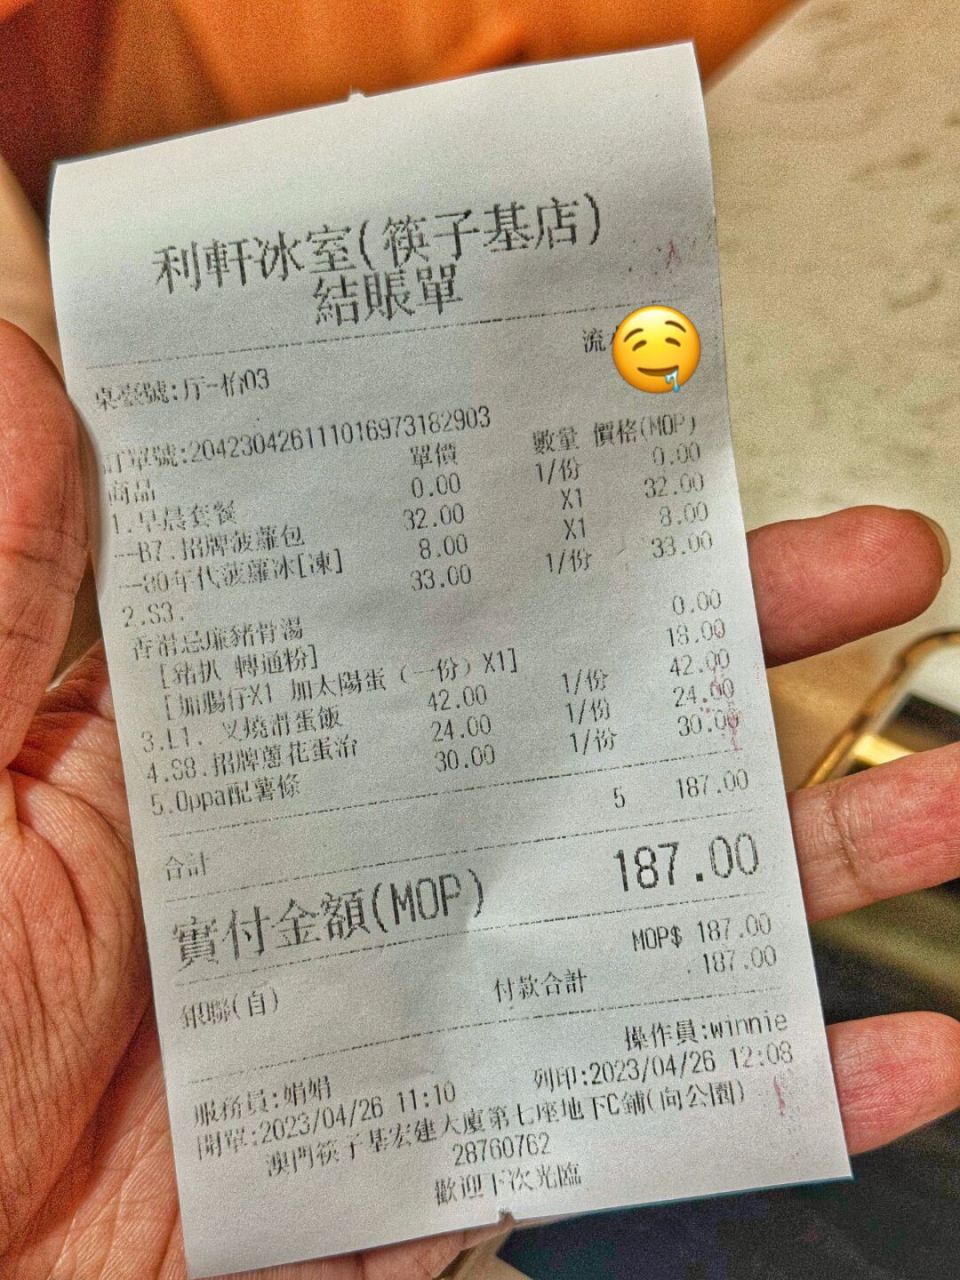 利軒冰室(筷子基店)
結賬單
流
桌臺號:厅-枱03
訂單號:204230426111016973182903
商品 單價 數量 價格(MOP)
1.早晨套餐 0.00 1/份 0.00
--B7.招牌菠蘿包 32.00 X1 32.00
--80年代菠蘿冰[凍] 8.00 X1 8.00
2.S3. 33.00 1/份 33.00
香滑忌廉豬骨湯
[豬扒 轉通粉] 0.00
[加腸仔X1 加太陽蛋(一份)X1] 18.00
3.L1. 叉燒滑蛋飯 42.00 1/份 42.00
4.S8.招牌蔥花蛋治 24.00 1/份 24.00
5.Oppa配薯條 30.00 1/份 30.00
合計 5 187.00
實付金額(MOP) 187.00
銀聯(自) MOP$ 187.00
付款合計 187.00
操作員:winnie
服務員:娟娟 列印:2023/04/26 12:08
開單:2023/04/26 11:10
澳門筷子基宏建大廈第七座地下C鋪(向公園)
28760762
歡迎下次光臨